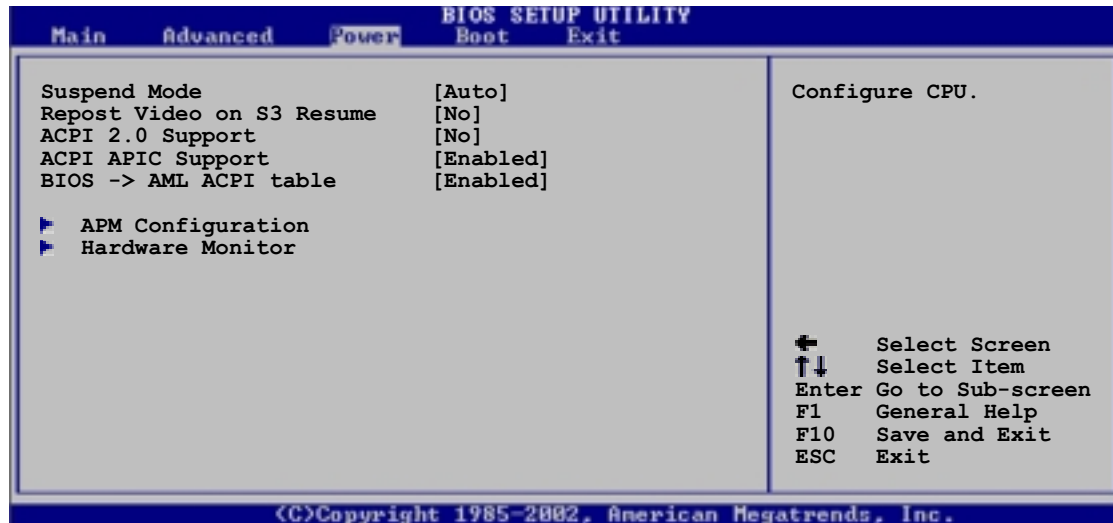 BIOS SETUP UTILITY
Main Advanced Power Boot Exit
Suspend Mode [Auto]
Repost Video on S3 Resume [No]
ACPI 2.0 Support [No]
ACPI APIC Support [Enabled]
BIOS -> AML ACPI table [Enabled]
APM Configuration
Hardware Monitor
Configure CPU.
← Select Screen
↑↓ Select Item
Enter Go to Sub-screen
F1 General Help
F10 Save and Exit
ESC Exit
(C)Copyright 1985-2002, American Megatrends, Inc.